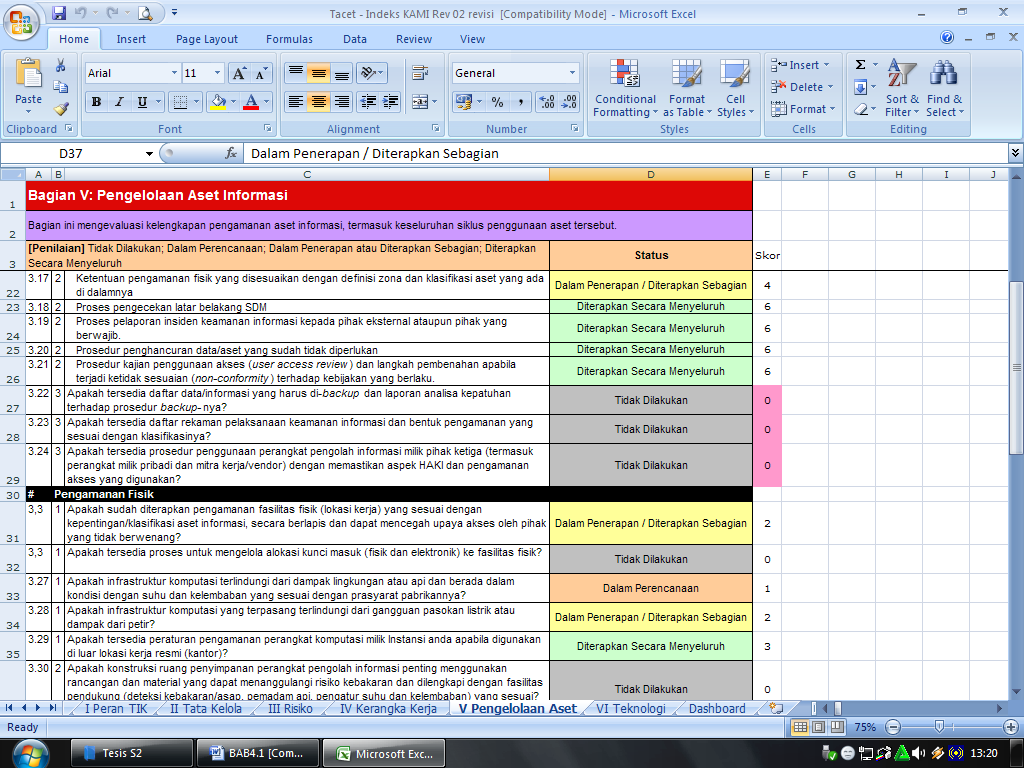 Tacet - Indeks KAMI Rev 02 revisi [Compatibility Mode] - Microsoft Excel
Home Insert Page Layout Formulas Data Review View
Paste
Arial 11
B I U A
General
% ,
Conditional Formatting
Format as Table
Cell Styles
Insert
Delete
Format
Sort & Filter
Find & Select
Clipboard Font Alignment Number Styles Cells Editing
D37 fx Dalam Penerapan / Diterapkan Sebagian
A B C D E F G H I J
1 Bagian V: Pengelolaan Aset Informasi
2 Bagian ini mengevaluasi kelengkapan pengamanan aset informasi, termasuk keseluruhan siklus penggunaan aset tersebut.
[Penilaian] Tidak Dilakukan; Dalam Perencanaan; Dalam Penerapan atau Diterapkan Sebagian; Diterapkan
3 Secara Menyeluruh Status Skor
3.17 2 Ketentuan pengamanan fisik yang disesuaikan dengan definisi zona dan klasifikasi aset yang ada
22 di dalamnya Dalam Penerapan / Diterapkan Sebagian 4
23 3.18 2 Proses pengecekan latar belakang SDM Diterapkan Secara Menyeluruh 6
3.19 2 Proses pelaporan insiden keamanan informasi kepada pihak eksternal ataupun pihak yang
24 berwajib. Diterapkan Secara Menyeluruh 6
25 3.20 2 Prosedur penghancuran data/aset yang sudah tidak diperlukan Diterapkan Secara Menyeluruh 6
3.21 2 Prosedur kajian penggunaan akses (user access review) dan langkah pembenahan apabila
26 terjadi ketidak sesuaian (non-conformity) terhadap kebijakan yang berlaku. Diterapkan Secara Menyeluruh 6
3.22 3 Apakah tersedia daftar data/informasi yang harus di-backup dan laporan analisa kepatuhan
27 terhadap prosedur backup-nya? Tidak Dilakukan 0
3.23 3 Apakah tersedia daftar rekaman pelaksanaan keamanan informasi dan bentuk pengamanan yang
28 sesuai dengan klasifikasinya? Tidak Dilakukan 0
3.24 3 Apakah tersedia prosedur penggunaan perangkat pengolah informasi milik pihak ketiga (termasuk
perangkat milik pribadi dan mitra kerja/vendor) dengan memastikan aspek HAKI dan pengamanan
29 akses yang digunakan? Tidak Dilakukan 0
30 # Pengamanan Fisik
3,3 1 Apakah sudah diterapkan pengamanan fasilitas fisik (lokasi kerja) yang sesuai dengan
kepentingan/klasifikasi aset informasi, secara berlapis dan dapat mencegah upaya akses oleh pihak
31 yang tidak berwenang? Dalam Penerapan / Diterapkan Sebagian 2
32 3,3 1 Apakah tersedia proses untuk mengelola alokasi kunci masuk (fisik dan elektronik) ke fasilitas fisik? Tidak Dilakukan 0
3.27 1 Apakah infrastruktur komputasi terlindungi dari dampak lingkungan atau api dan berada dalam
33 kondisi dengan suhu dan kelembaban yang sesuai dengan prasyarat pabrikannya? Dalam Perencanaan 1
3.28 1 Apakah infrastruktur komputasi yang terpasang terlindungi dari gangguan pasokan listrik atau
34 dampak dari petir? Dalam Penerapan / Diterapkan Sebagian 2
3.29 1 Apakah tersedia peraturan pengamanan perangkat komputasi milik Instansi anda apabila digunakan
35 di luar lokasi kerja resmi (kantor)? Diterapkan Secara Menyeluruh 3
3.30 2 Apakah konstruksi ruang penyimpanan perangkat pengolah informasi penting menggunakan
rancangan dan material yang dapat menanggulangi risiko kebakaran dan dilengkapi dengan fasilitas
pendukung (deteksi kebakaran/asap, pemadam api, pengatur suhu dan kelembaban) yang sesuai? Tidak Dilakukan 0
I Peran TIK II Tata Kelola III Risiko IV Kerangka Kerja V Pengelolaan Aset VI Teknologi Dashboard
Ready 75%
Tesis S2 BAB4.1 [Com... Microsoft Exc... 13:20